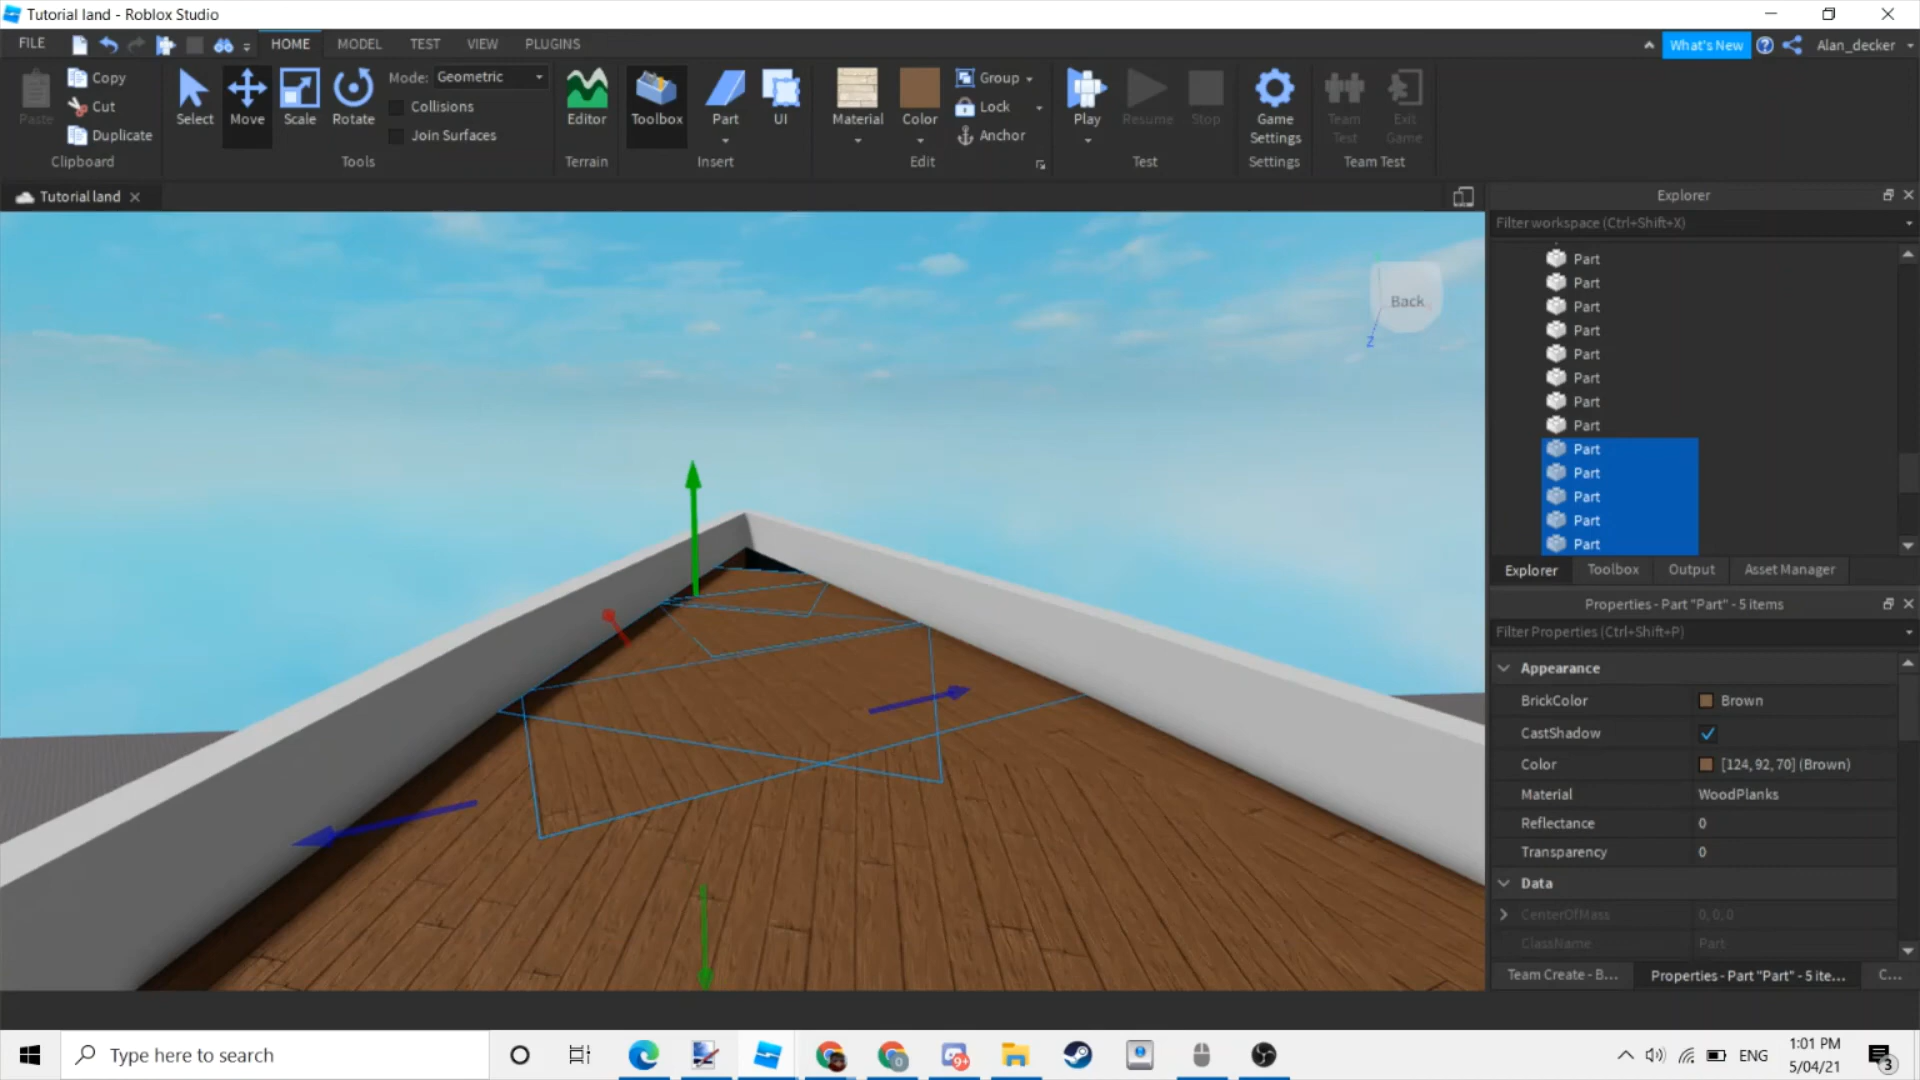 Tutorial land - Roblox Studio
FILE HOME MODEL TEST VIEW PLUGINS What's New Alan_decker
Paste Copy Cut Duplicate Clipboard
Select Move Scale Rotate Mode: Geometric Collisions Join Surfaces Tools
Editor Terrain
Toolbox Part UI Insert
Material Color Group Lock Anchor Edit
Play Resume Stop Test
Game Settings Settings
Team Test Exit Game Team Test
Tutorial land
Back
Z
Explorer
Filter workspace (Ctrl+Shift+X)
Part
Part
Part
Part
Part
Part
Part
Part
Part
Part
Part
Part
Part
Explorer Toolbox Output Asset Manager
Properties - Part "Part" - 5 items
Filter Properties (Ctrl+Shift+P)
Appearance
BrickColor Brown
CastShadow
Color [124, 92, 70] (Brown)
Material WoodPlanks
Reflectance 0
Transparency 0
Data
CenterOfMass 0, 0, 0
ClassName Part
Team Create - B... Properties - Part "Part" - 5 ite... C...
Type here to search
9+
ENG
1:01 PM
5/04/21
3